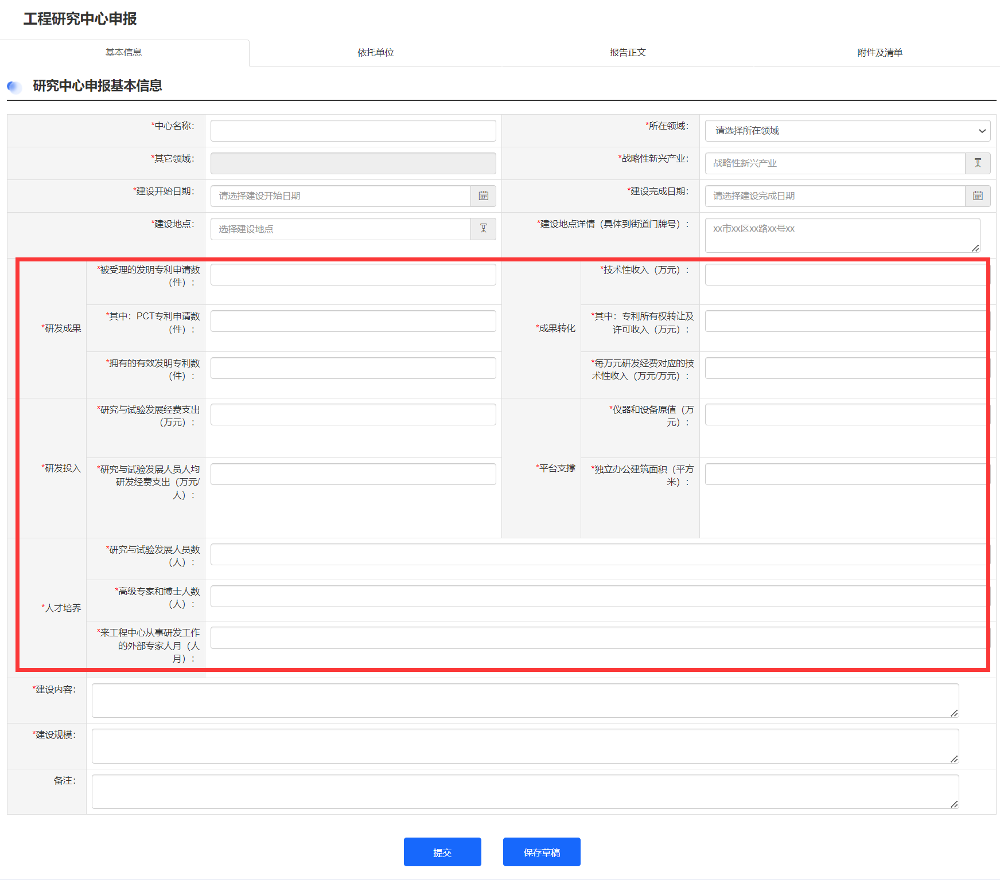 工程研究中心申报
基本信息
依托单位
报告正文
附件及清单
研究中心申报基本信息
*中心名称：
*所在领域：
请选择所在领域
*其它领域：
*战略性新兴产业：
战略性新兴产业
*建设开始日期：
请选择建设开始日期
*建设完成日期：
请选择建设完成日期
*建设地点：
选择建设地点
*建设地点详情（具体到街道门牌号）：
xx市xx区xx路xx号xx
*研发成果
*被受理的发明专利申请数
（件）：
*其中：PCT专利申请数
（件）：
*拥有的有效发明专利数
（件）：
*成果转化
*技术性收入（万元）：
*其中：专利所有权转让及
许可收入（万元）：
*每万元研发经费对应的技
术性收入（万元/万元）：
*研发投入
*研究与试验发展经费支出
（万元）：
*研究与试验发展人员人均
研发经费支出（万元/
人）：
*平台支撑
*仪器和设备原值（万
元）：
*独立办公建筑面积（平方
米）：
*人才培养
*研究与试验发展人员数
（人）：
*高级专家和博士人数
（人）：
*来工程中心从事研发工作
的外部专家人月（人
月）：
*建设内容：
*建设规模：
备注：
提交
保存草稿